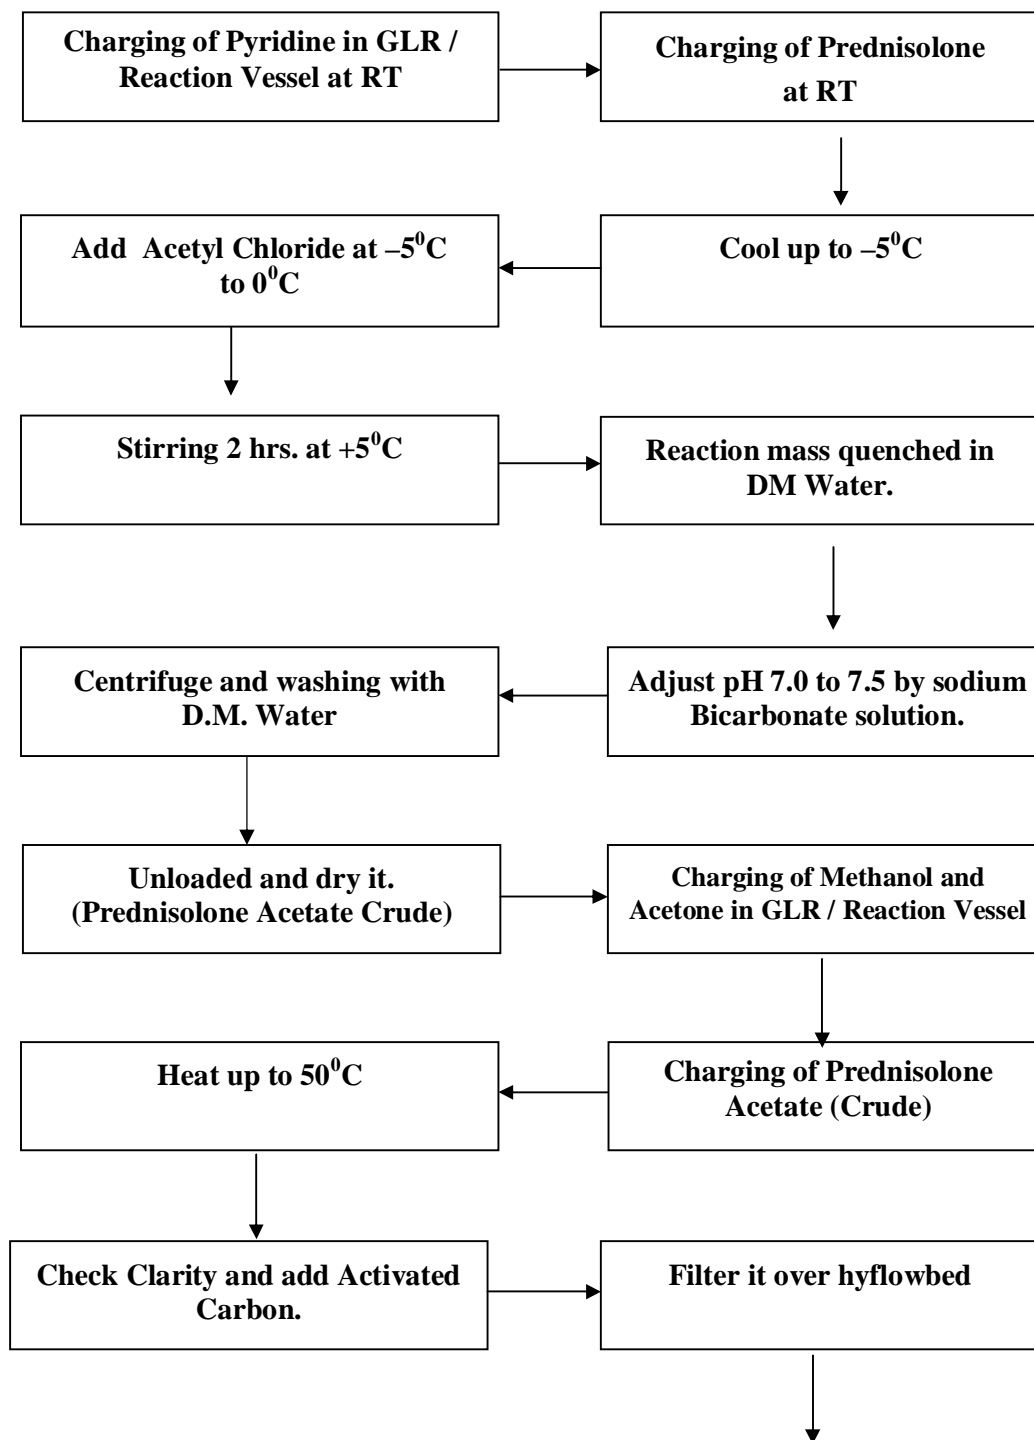 Charging of Pyridine in GLR /
Reaction Vessel at RT
Charging of Prednisolone
at RT
Cool up to –5⁰C
Add Acetyl Chloride at –5⁰C
to 0⁰C
Stirring 2 hrs. at +5⁰C
Reaction mass quenched in
DM Water.
Adjust pH 7.0 to 7.5 by sodium
Bicarbonate solution.
Centrifuge and washing with
D.M. Water
Unloaded and dry it.
(Prednisolone Acetate Crude)
Charging of Methanol and
Acetone in GLR / Reaction Vessel
Charging of Prednisolone
Acetate (Crude)
Heat up to 50⁰C
Check Clarity and add Activated
Carbon.
Filter it over hyflowbed